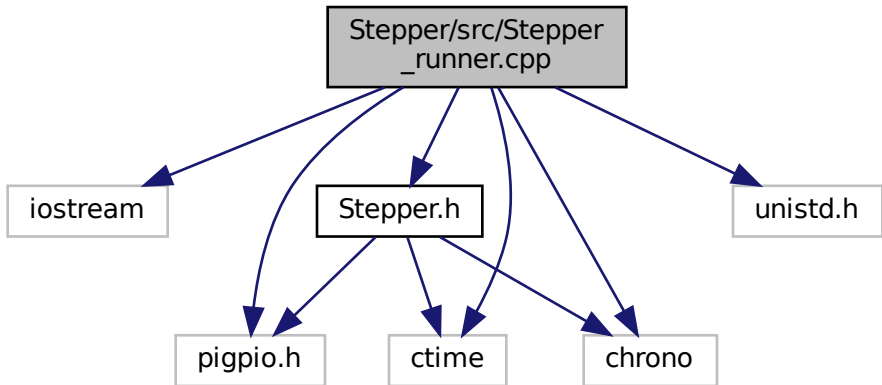 Stepper/src/Stepper
_runner.cpp
iostream
Stepper.h
unistd.h
pigpio.h
ctime
chrono